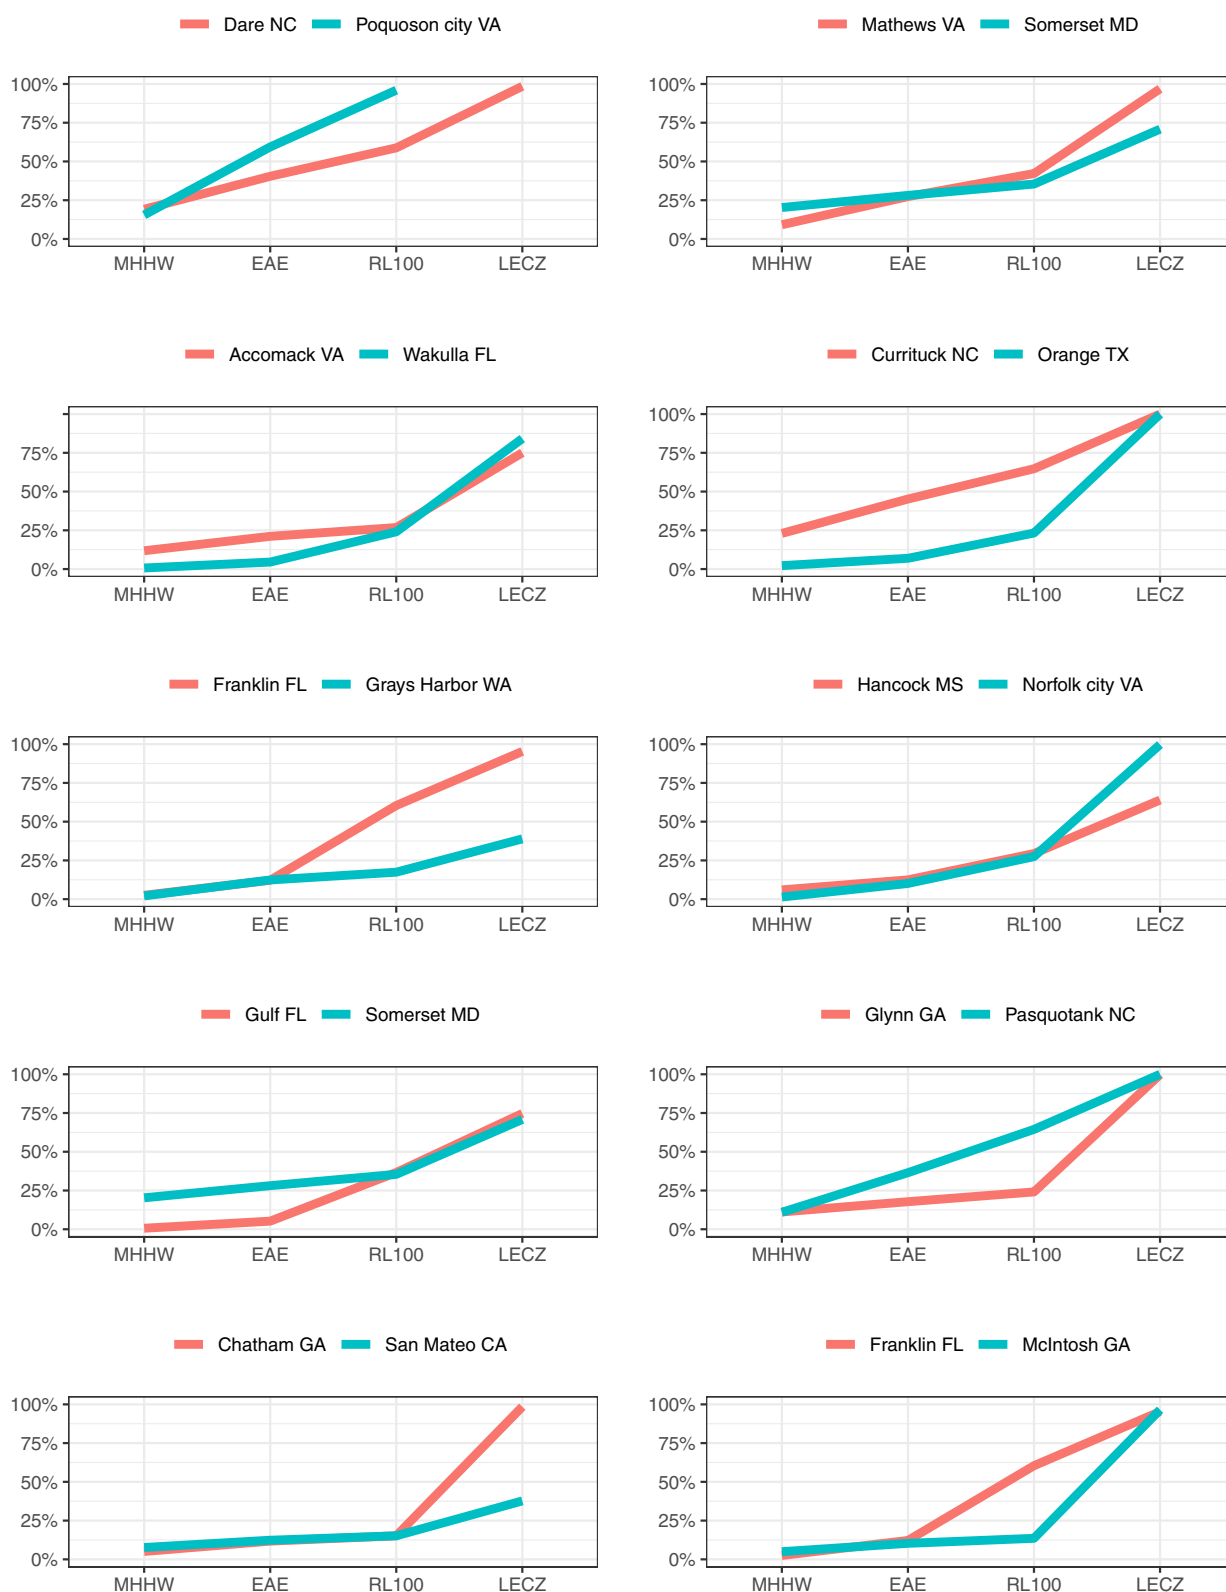 Dare NC Poquoson city VA
Mathews VA Somerset MD
100%
75%
50%
25%
0%
MHHW EAE RL100 LECZ
100%
75%
50%
25%
0%
MHHW EAE RL100 LECZ
Accomack VA Wakulla FL
Currituck NC Orange TX
75%
50%
25%
0%
MHHW EAE RL100 LECZ
100%
75%
50%
25%
0%
MHHW EAE RL100 LECZ
Franklin FL Grays Harbor WA
Hancock MS Norfolk city VA
100%
75%
50%
25%
0%
MHHW EAE RL100 LECZ
100%
75%
50%
25%
0%
MHHW EAE RL100 LECZ
Gulf FL Somerset MD
Glynn GA Pasquotank NC
100%
75%
50%
25%
0%
MHHW EAE RL100 LECZ
100%
75%
50%
25%
0%
MHHW EAE RL100 LECZ
Chatham GA San Mateo CA
Franklin FL McIntosh GA
100%
75%
50%
25%
0%
MHHW EAE RL100 LECZ
100%
75%
50%
25%
0%
MHHW EAE RL100 LECZ